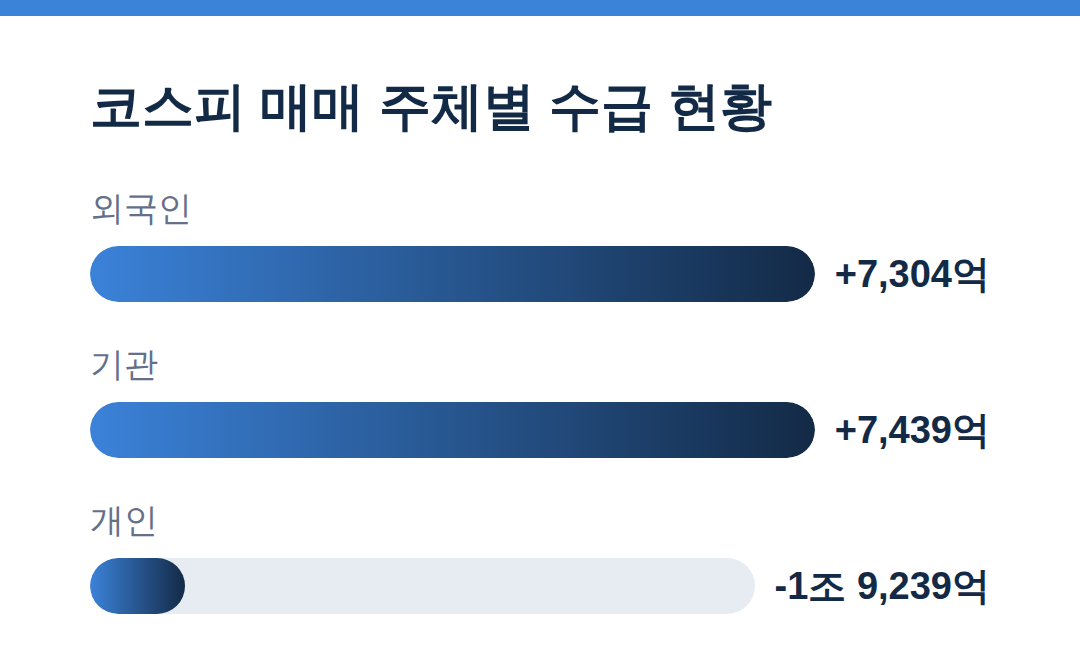 코스피 매매 주체별 수급 현황
외국인
+7,304억
기관
+7,439억
개인
-1조 9,239억